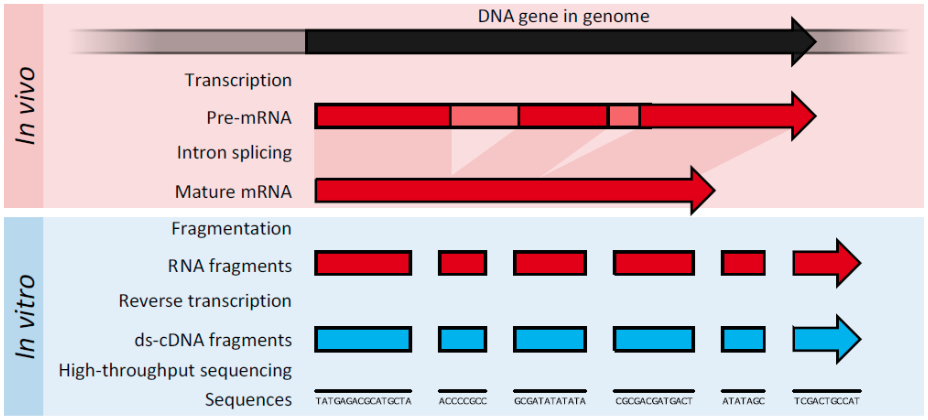 DNA gene in genome
In vivo
Transcription
Pre-mRNA
Intron splicing
Mature mRNA
In vitro
Fragmentation
RNA fragments
Reverse transcription
ds-cDNA fragments
High-throughput sequencing
Sequences TATGAGACGCATGCTA ACCCCGCC GCGATATATATA CGCGACGATGACT ATATAGC TCGACTGCCAT